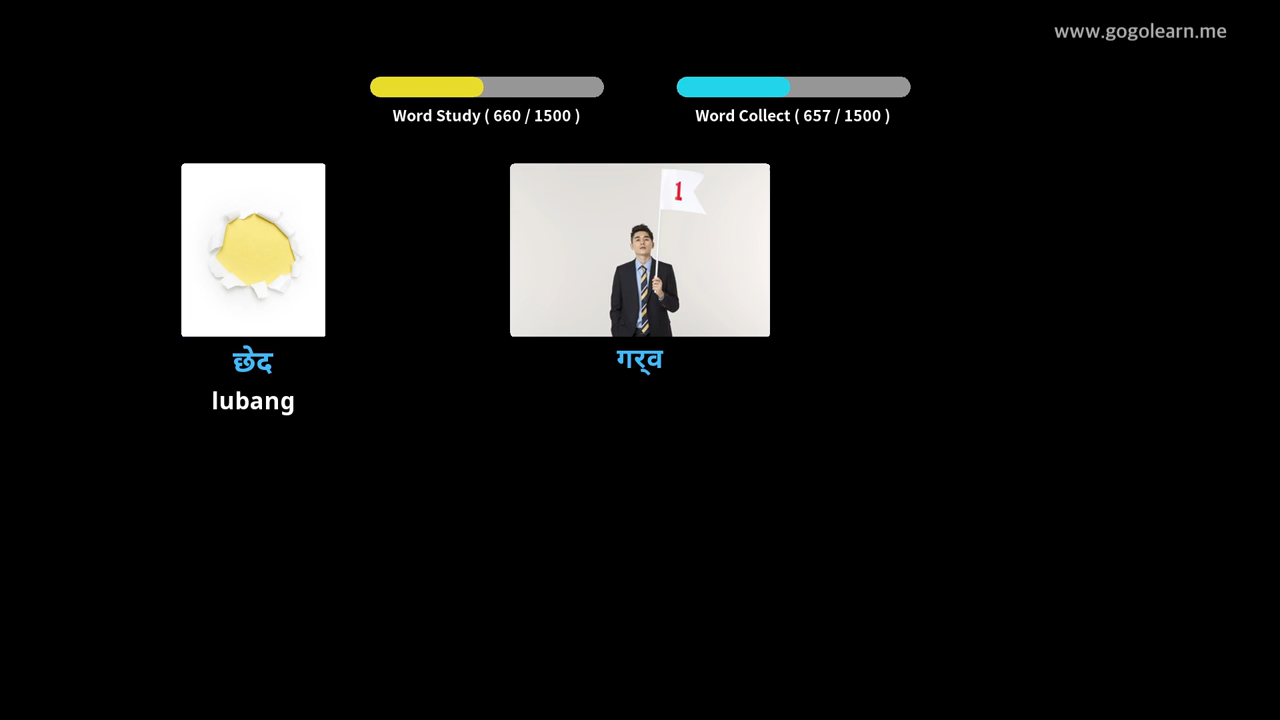 www.gogolearn.me
Word Study ( 660 / 1500 )
Word Collect ( 657 / 1500 )
1
छेद
lubang
गर्‌व